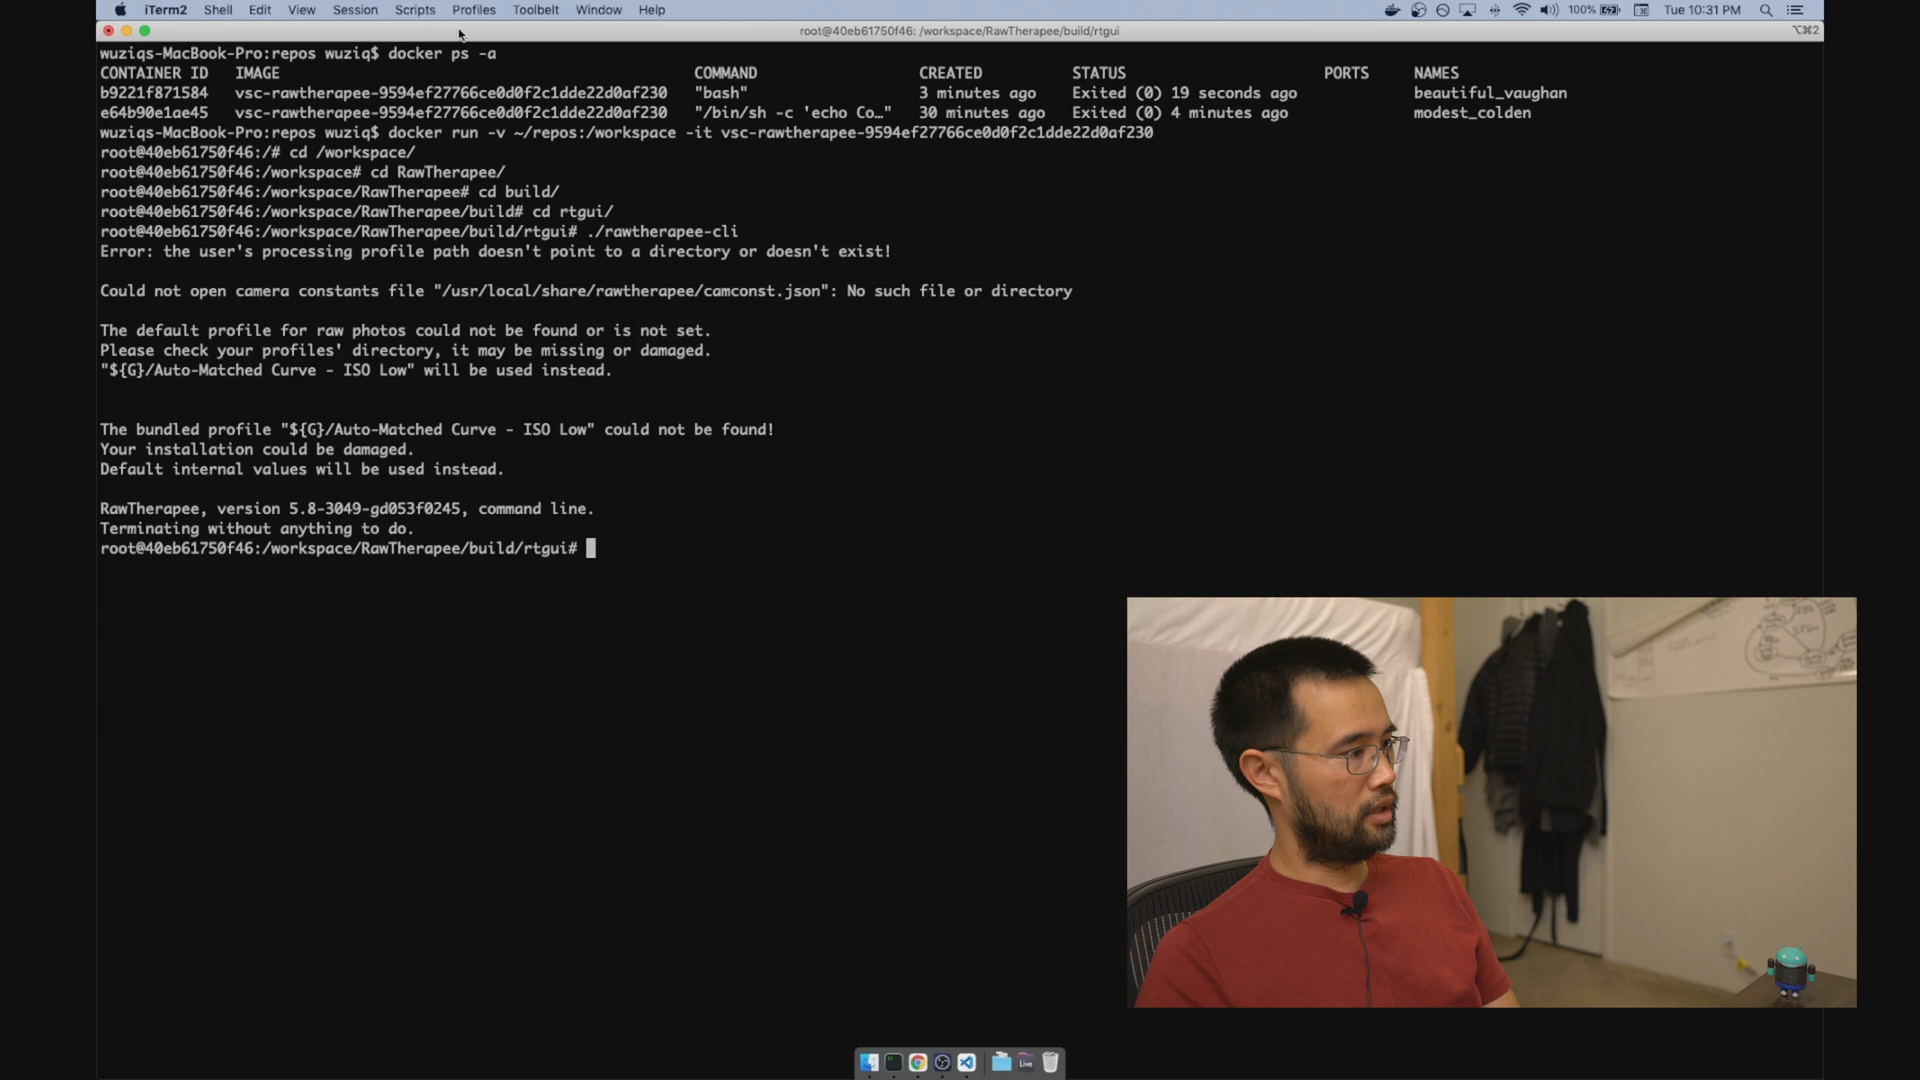 iTerm2 Shell Edit View Session Scripts Profiles Toolbelt Window Help 100% Tue 10:31 PM
root@40eb61750f46: /workspace/RawTherapee/build/rtgui ⌥⌘2
wuziqs-MacBook-Pro:repos wuziq$ docker ps -a
CONTAINER ID IMAGE COMMAND CREATED STATUS PORTS NAMES
b9221f871584 vsc-rawtherapee-9594ef27766ce0d0f2c1dde22d0af230 "bash" 3 minutes ago Exited (0) 19 seconds ago beautiful_vaughan
e64b90e1ae45 vsc-rawtherapee-9594ef27766ce0d0f2c1dde22d0af230 "/bin/sh -c 'echo Co…" 30 minutes ago Exited (0) 4 minutes ago modest_colden
wuziqs-MacBook-Pro:repos wuziq$ docker run -v ~/repos:/workspace -it vsc-rawtherapee-9594ef27766ce0d0f2c1dde22d0af230
root@40eb61750f46:/# cd /workspace/
root@40eb61750f46:/workspace# cd RawTherapee/
root@40eb61750f46:/workspace/RawTherapee# cd build/
root@40eb61750f46:/workspace/RawTherapee/build# cd rtgui/
root@40eb61750f46:/workspace/RawTherapee/build/rtgui# ./rawtherapee-cli
Error: the user's processing profile path doesn't point to a directory or doesn't exist!
Could not open camera constants file "/usr/local/share/rawtherapee/camconst.json": No such file or directory
The default profile for raw photos could not be found or is not set.
Please check your profiles' directory, it may be missing or damaged.
"${G}/Auto-Matched Curve - ISO Low" will be used instead.
The bundled profile "${G}/Auto-Matched Curve - ISO Low" could not be found!
Your installation could be damaged.
Default internal values will be used instead.
RawTherapee, version 5.8-3049-gd053f0245, command line.
Terminating without anything to do.
root@40eb61750f46:/workspace/RawTherapee/build/rtgui#
Live